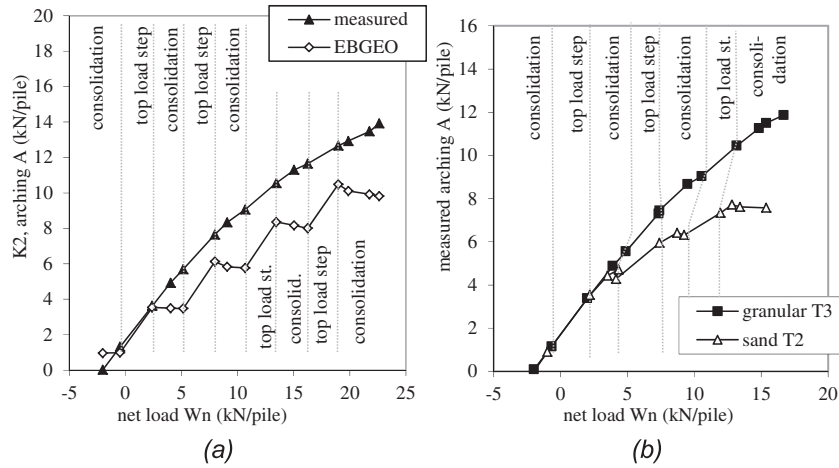 20
18
16
14
12
10
8
6
4
2
0
K2, arching A (kN/pile)
consolidation
top load step
consolidation
top load step
consolidation
top load st.
consolid.
top load step
consolidation
measured
EBGEO
-5
0
5
10
15
20
25
net load Wn (kN/pile)
(a)
16
14
12
10
8
6
4
2
0
measured arching A (kN/pile)
consolidation
top load step
consolidation
top load
step
consolidation
top load st.
consoli-
dation
granular T3
sand T2
-5
0
5
10
15
20
25
net load Wn (kN/pile)
(b)